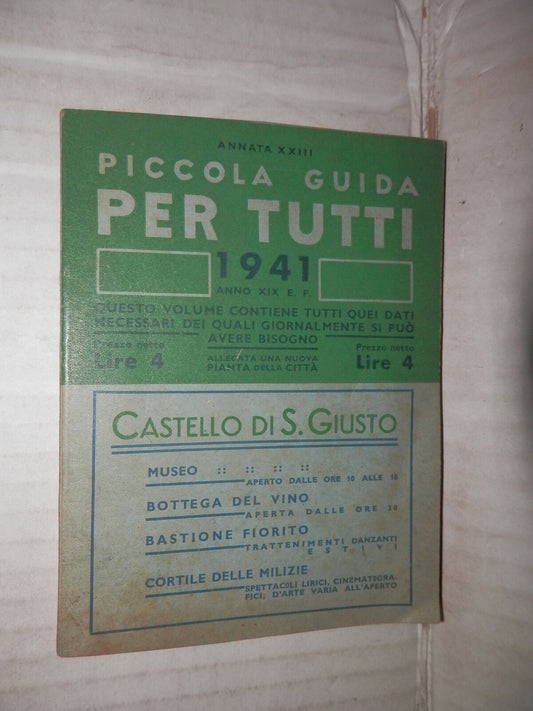 ANNATA XXIII
PICCOLA GUIDA
PER TUTTI
1941
ANNO XIX E. F.
QUESTO VOLUME CONTIENE TUTTI QUEI DATI
NECESSARI DEI QUALI GIORNALMENTE SI PUÒ
AVERE BISOGNO
Prezzo netto
Lire 4
ALLEGATA UNA NUOVA
PIANTA DELLA CITTÀ
Prezzo netto
Lire 4
CASTELLO DI S. GIUSTO
MUSEO :: :: :: ::
APERTO DALLE ORE 10 ALLE
BOTTEGA DEL VINO
APERTA DALLE ORE 20
BASTIONE FIORITO
TRATTENIMENTI DANZANTI
ESTIVI
CORTILE DELLE MILIZIE
SPETTACOLI LIRICI, CINEMATOGRA-
FICI, D'ARTE VARIA ALL'APERTO